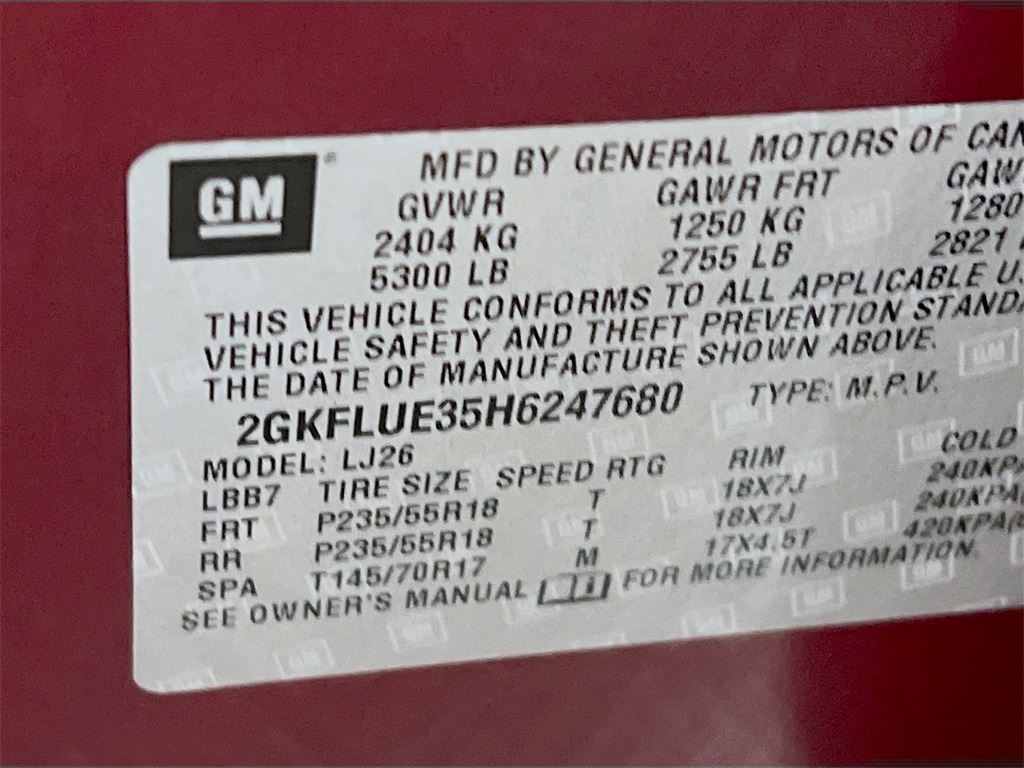 GM
MFD BY GENERAL MOTORS OF CAN
GVWR GAWR FRT GAW
2404 KG 1250 KG 1280
5300 LB 2755 LB 2821
THIS VEHICLE CONFORMS TO ALL APPLICABLE U.
VEHICLE SAFETY AND THEFT PREVENTION STANDA
THE DATE OF MANUFACTURE SHOWN ABOVE.
2GKFLUE35H6247680 TYPE: M.P.V.
MODEL: LJ26
LBB7 TIRE SIZE SPEED RTG RIM COLD
FRT P235/55R18 T 18X7J 240KPA
RR P235/55R18 T 18X7J 240KPA
SPA T145/70R17 M 17X4.5T 420KPA(
SEE OWNER'S MANUAL FOR MORE INFORMATION.